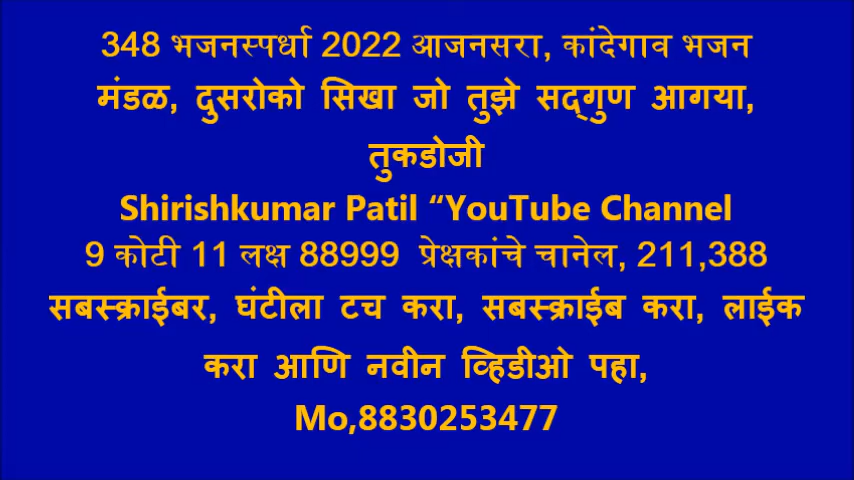 348 भजनस्पर्धा 2022 आजनसरा, कांदेगाव भजन
मंडळ, दुसरोको सिखा जो तुझे सद्‌गुण आगया,
तुकडोजी
Shirishkumar Patil “YouTube Channel
9 कोटी 11 लक्ष 88999 प्रेक्षकांचे चानेल, 211,388
सबस्क्राईबर, घंटीला टच करा, सबस्क्राईब करा, लाईक
करा आणि नवीन व्हिडीओ पहा,
Mo,8830253477